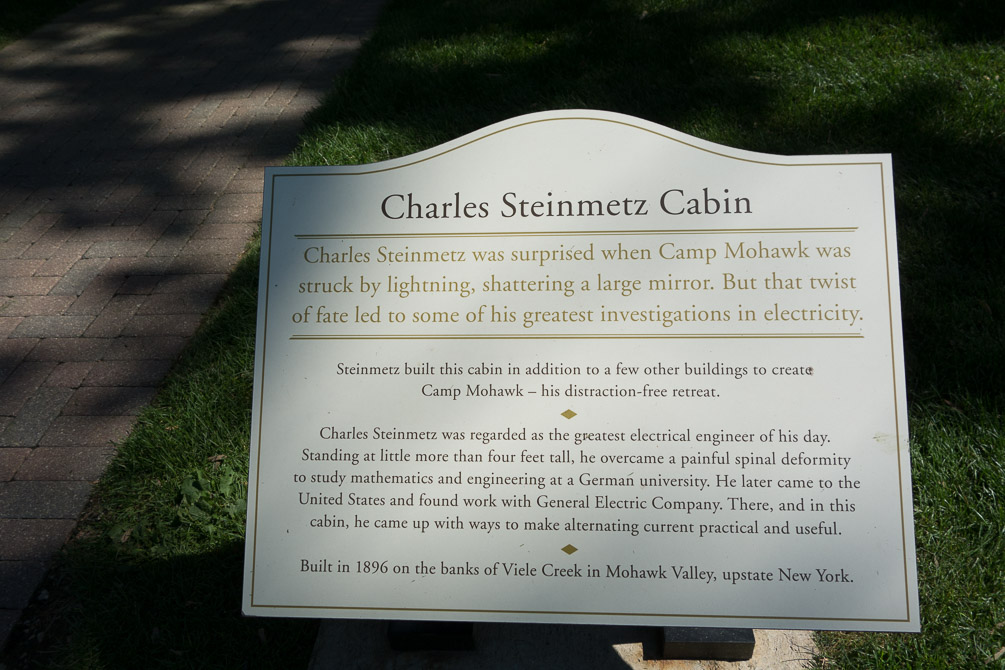 Charles Steinmetz Cabin
Charles Steinmetz was surprised when Camp Mohawk was
struck by lightning, shattering a large mirror. But that twist
of fate led to some of his greatest investigations in electricity.
Steinmetz built this cabin in addition to a few other buildings to create
Camp Mohawk – his distraction-free retreat.
Charles Steinmetz was regarded as the greatest electrical engineer of his day.
Standing at little more than four feet tall, he overcame a painful spinal deformity
to study mathematics and engineering at a German university. He later came to the
United States and found work with General Electric Company. There, and in this
cabin, he came up with ways to make alternating current practical and useful.
Built in 1896 on the banks of Viele Creek in Mohawk Valley, upstate New York.